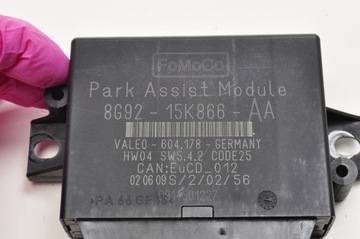 FoMoCo
Park Assist Module
8G92 - 15K866 - AA
VALEO - 604.178 - GERMANY
HW04 SW5.4.2 CODE25
CAN:EuCD_012
020609S/2/02/56